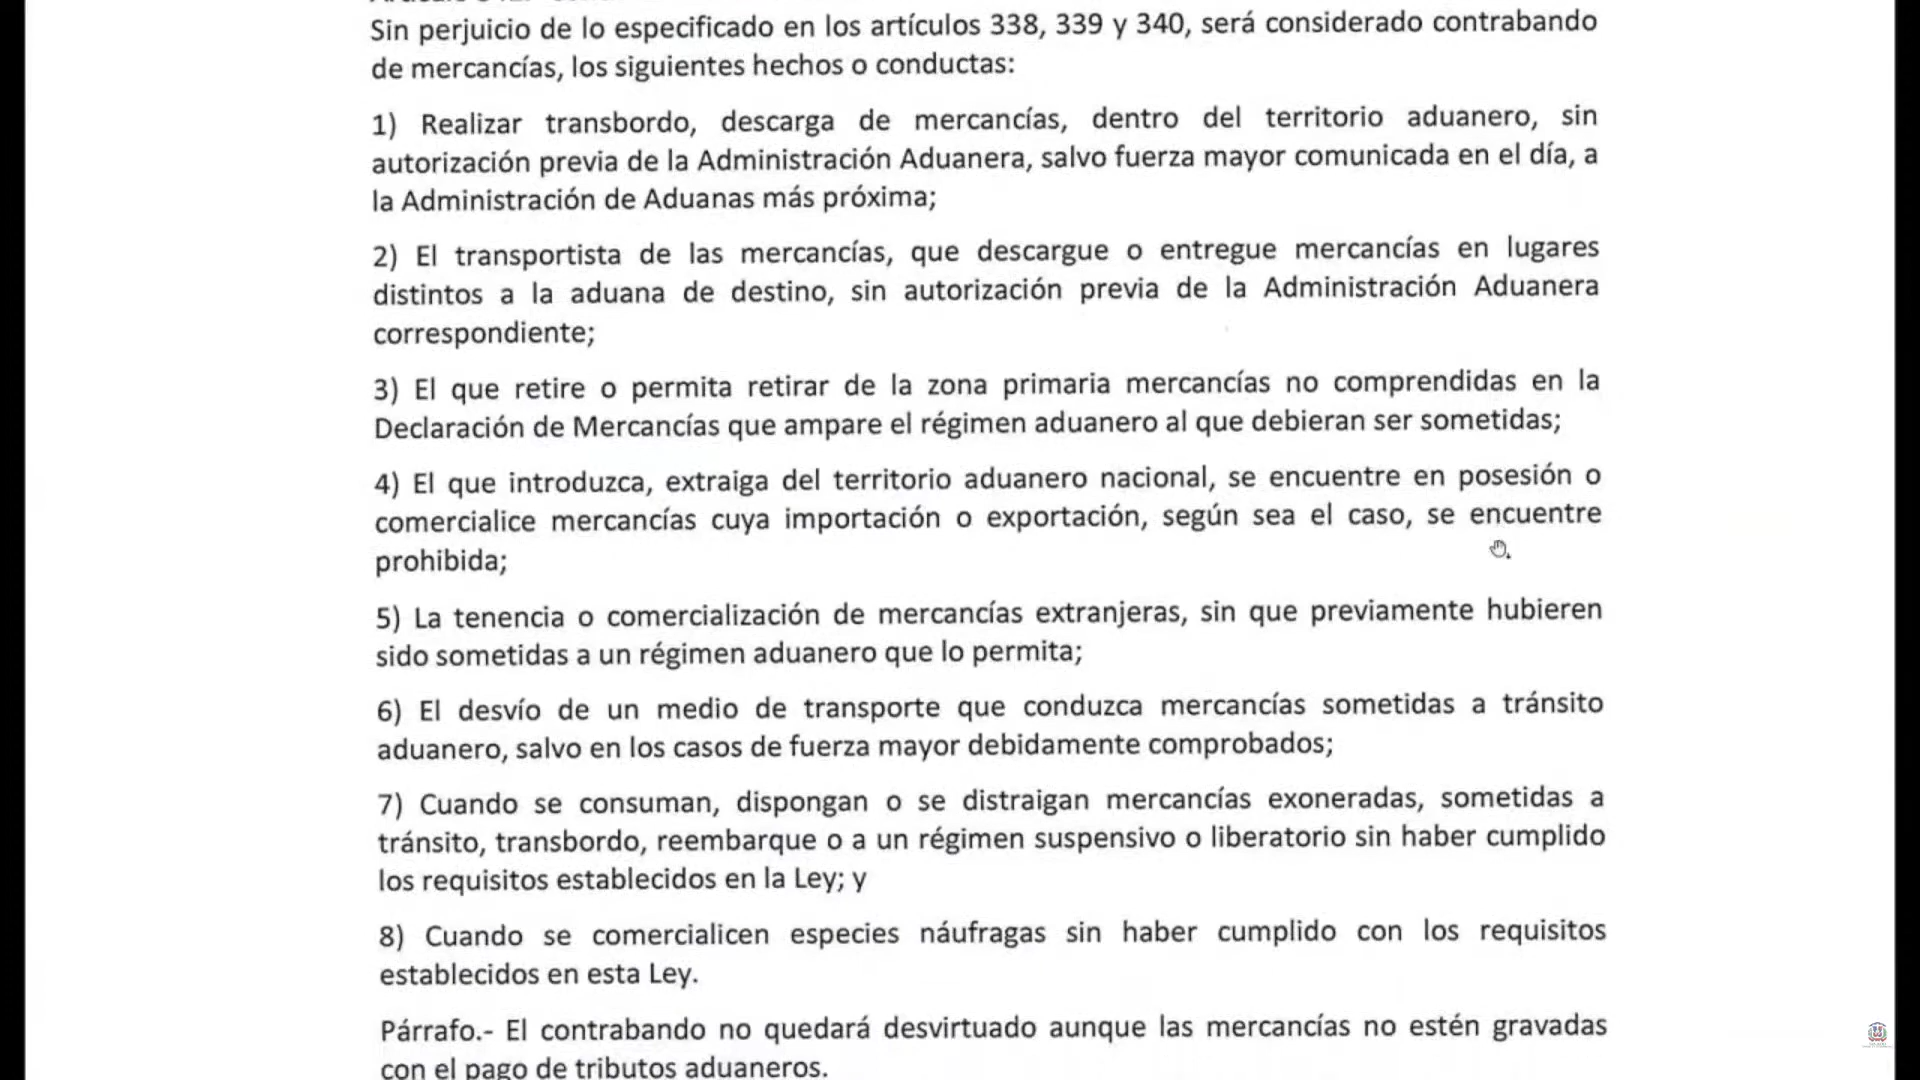 Sin perjuicio de lo especificado en los artículos 338, 339 y 340, será considerado contrabando
de mercancías, los siguientes hechos o conductas:
1) Realizar transbordo, descarga de mercancías, dentro del territorio aduanero, sin
autorización previa de la Administración Aduanera, salvo fuerza mayor comunicada en el día, a
la Administración de Aduanas más próxima;
2) El transportista de las mercancías, que descargue o entregue mercancías en lugares
distintos a la aduana de destino, sin autorización previa de la Administración Aduanera
correspondiente;
3) El que retire o permita retirar de la zona primaria mercancías no comprendidas en la
Declaración de Mercancías que ampare el régimen aduanero al que debieran ser sometidas;
4) El que introduzca, extraiga del territorio aduanero nacional, se encuentre en posesión o
comercialice mercancías cuya importación o exportación, según sea el caso, se encuentre
prohibida;
5) La tenencia o comercialización de mercancías extranjeras, sin que previamente hubieren
sido sometidas a un régimen aduanero que lo permita;
6) El desvío de un medio de transporte que conduzca mercancías sometidas a tránsito
aduanero, salvo en los casos de fuerza mayor debidamente comprobados;
7) Cuando se consuman, dispongan o se distraigan mercancías exoneradas, sometidas a
tránsito, transbordo, reembarque o a un régimen suspensivo o liberatorio sin haber cumplido
los requisitos establecidos en la Ley; y
8) Cuando se comercialicen especies náufragas sin haber cumplido con los requisitos
establecidos en esta Ley.
Párrafo.- El contrabando no quedará desvirtuado aunque las mercancías no estén gravadas
con el pago de tributos aduaneros.